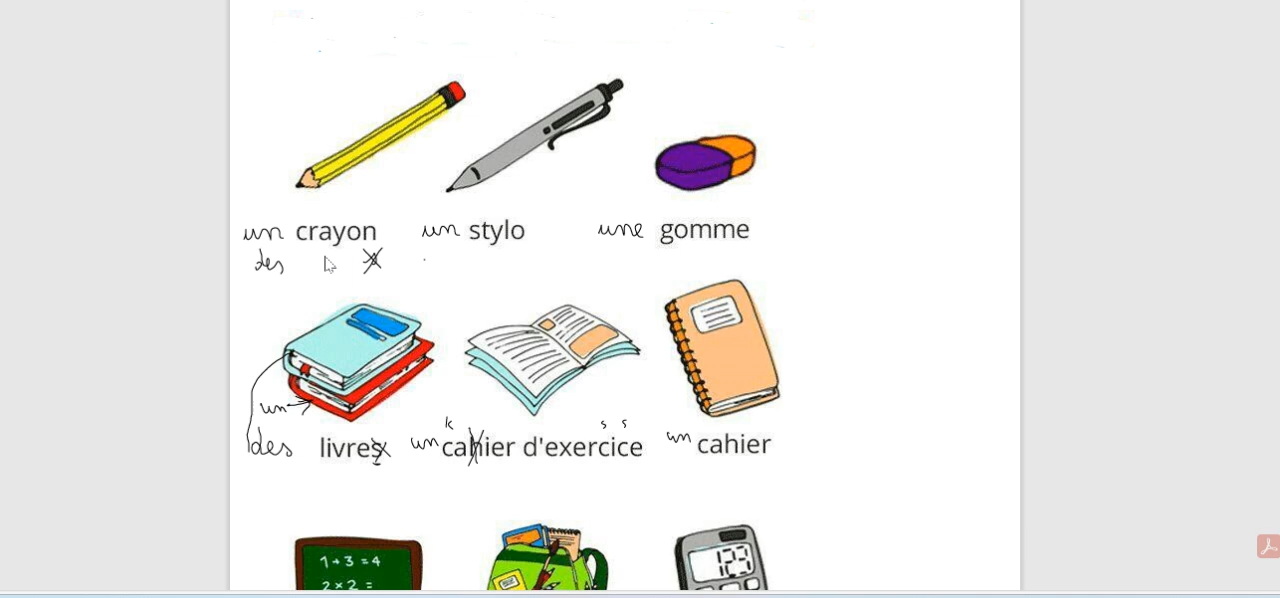 un crayon un stylo une gomme
des s
un
k s s
des livres un cahier d'exercice un cahier
1+3=4 123
2×2=